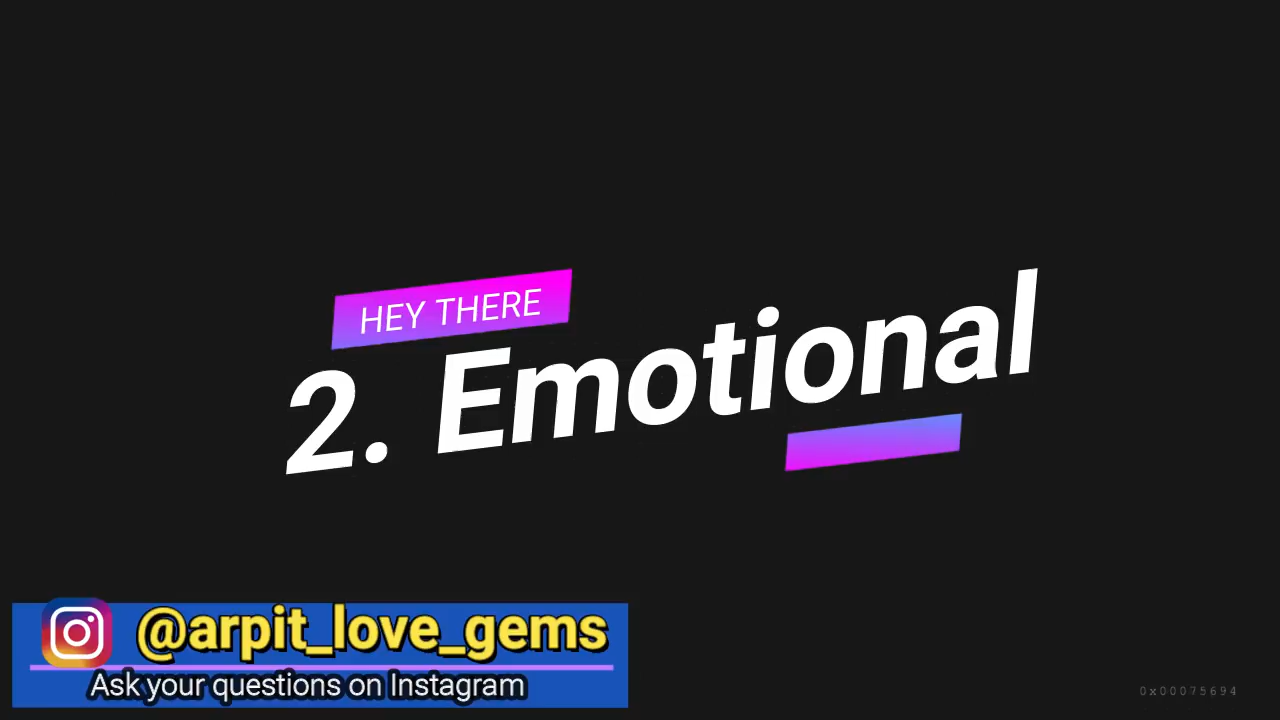 HEY THERE
2. Emotional
@arpit_love_gems
Ask your questions on Instagram
0x00075694